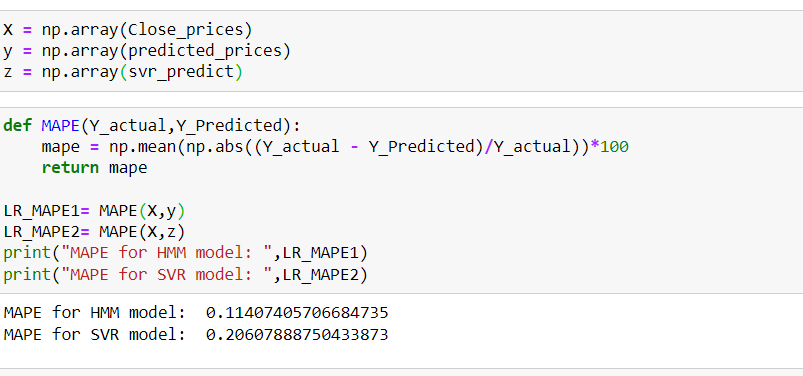 X = np.array(Close_prices)
y = np.array(predicted_prices)
z = np.array(svr_predict)
def MAPE(Y_actual,Y_Predicted):
    mape = np.mean(np.abs((Y_actual - Y_Predicted)/Y_actual))*100
    return mape
LR_MAPE1= MAPE(X,y)
LR_MAPE2= MAPE(X,z)
print("MAPE for HMM model: ",LR_MAPE1)
print("MAPE for SVR model: ",LR_MAPE2)
MAPE for HMM model:  0.11407405706684735
MAPE for SVR model:  0.20607888750433873